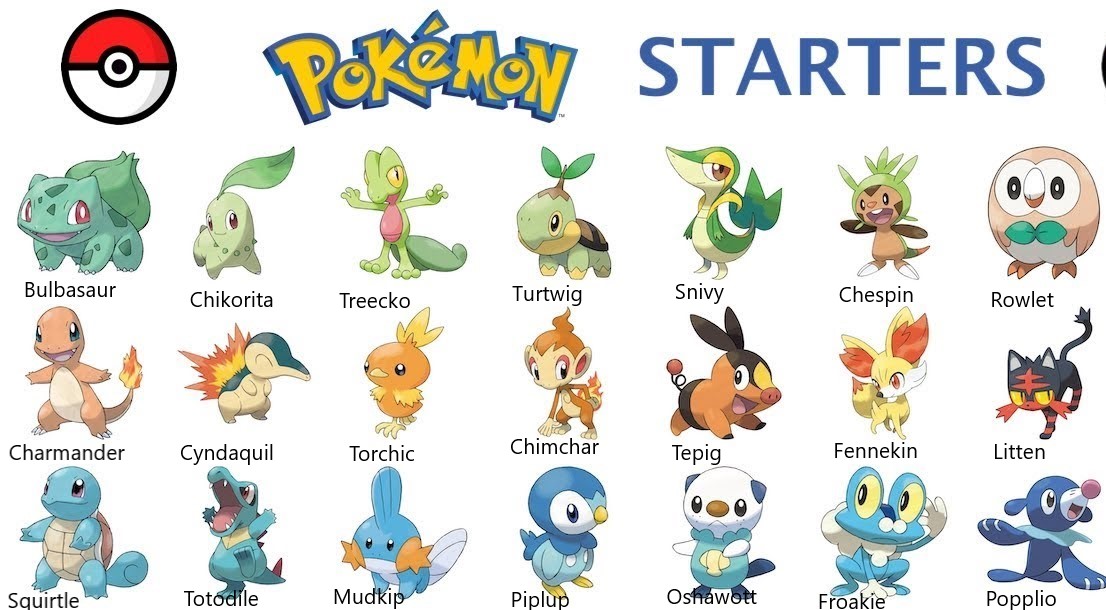 POKéMON STARTERS
Bulbasaur Chikorita Treecko Turtwig Snivy Chespin Rowlet
Charmander Cyndaquil Torchic Chimchar Tepig Fennekin Litten
Squirtle Totodile Mudkip Piplup Oshawott Froakie Popplio